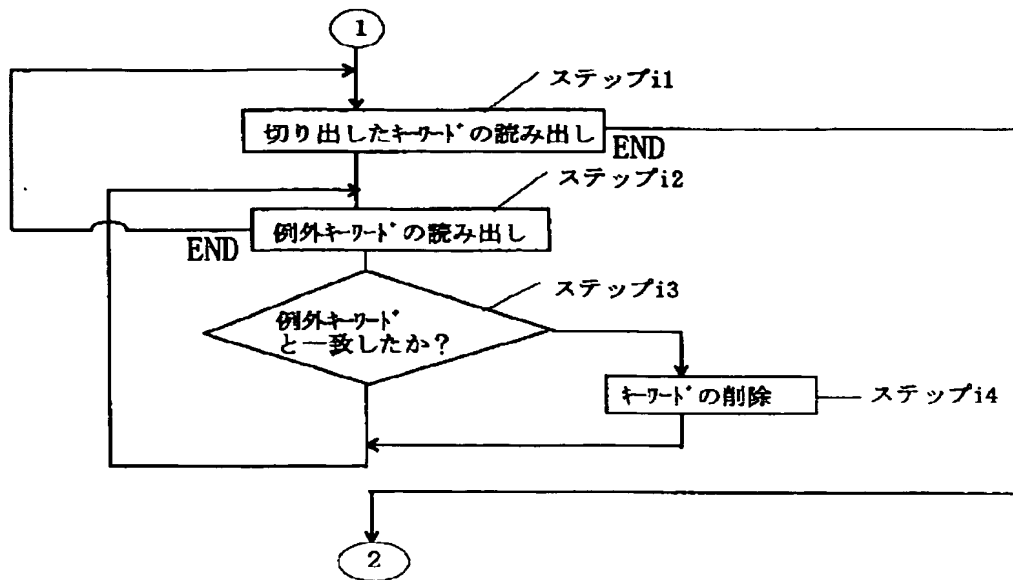 1
ステップi1
切り出したキーワードの読み出し
END
ステップi2
例外キーワードの読み出し
END
ステップi3
例外キーワード
と一致したか?
キーワードの削除
ステップi4
2